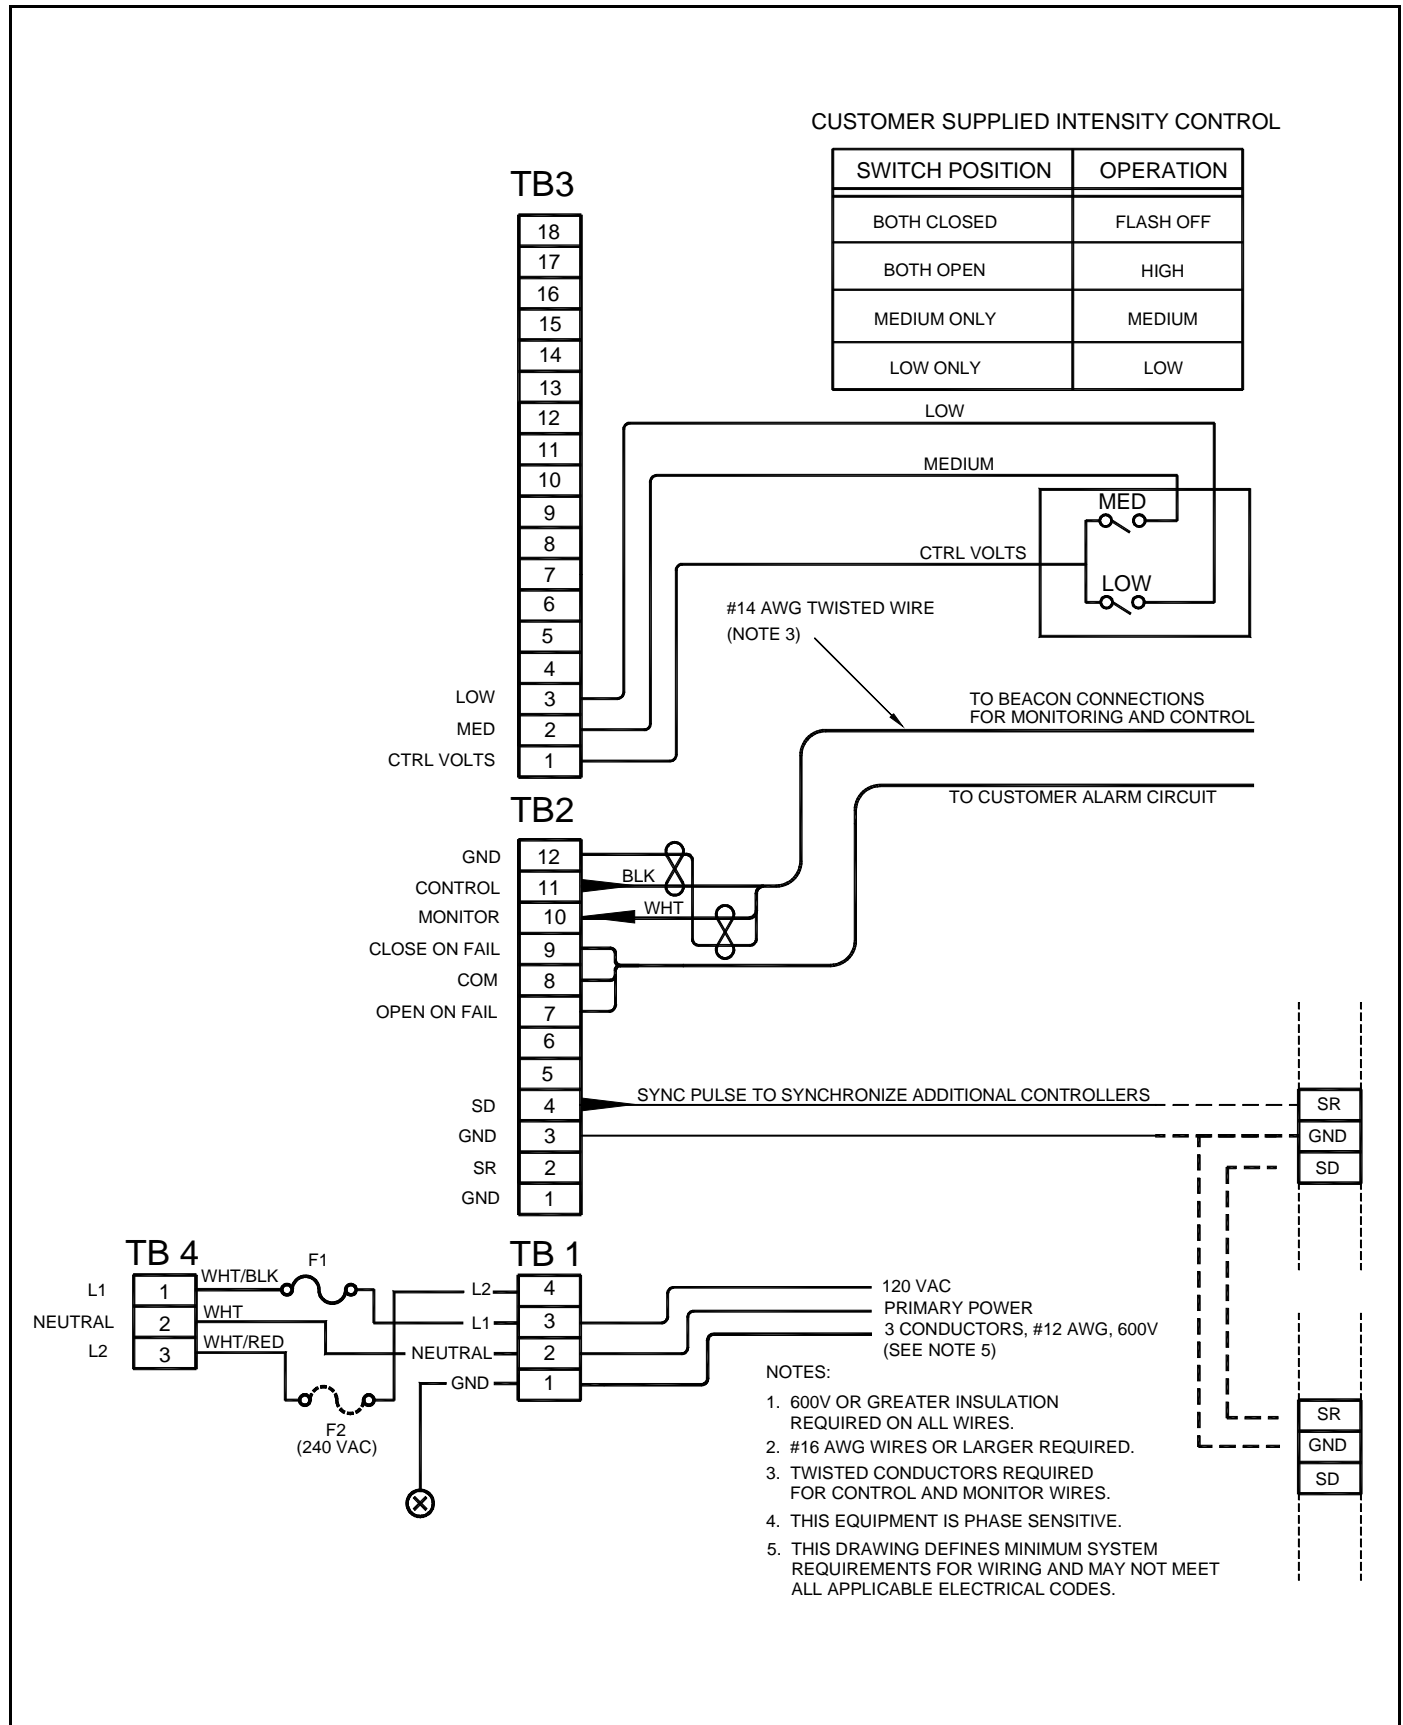 CUSTOMER SUPPLIED INTENSITY CONTROL
SWITCH POSITION OPERATION
BOTH CLOSED FLASH OFF
BOTH OPEN HIGH
MEDIUM ONLY MEDIUM
LOW ONLY LOW
TB3
18
17
16
15
14
13
12
11
10
9
8
7
6
5
4
LOW 3
MED 2
CTRL VOLTS 1
LOW
MEDIUM
CTRL VOLTS
MED
LOW
#14 AWG TWISTED WIRE
(NOTE 3)
TO BEACON CONNECTIONS
FOR MONITORING AND CONTROL
TO CUSTOMER ALARM CIRCUIT
TB2
GND 12
CONTROL 11 BLK
MONITOR 10 WHT
CLOSE ON FAIL 9
COM 8
OPEN ON FAIL 7
6
5
SD 4 SYNC PULSE TO SYNCHRONIZE ADDITIONAL CONTROLLERS
GND 3
SR 2
GND 1
SR
GND
SD
SR
GND
SD
TB 4
L1 1 WHT/BLK F1
NEUTRAL 2 WHT
L2 3 WHT/RED
F2
(240 VAC)
TB 1
L2 4
L1 3
NEUTRAL 2
GND 1
120 VAC
PRIMARY POWER
3 CONDUCTORS, #12 AWG, 600V
(SEE NOTE 5)
NOTES:
1. 600V OR GREATER INSULATION
REQUIRED ON ALL WIRES.
2. #16 AWG WIRES OR LARGER REQUIRED.
3. TWISTED CONDUCTORS REQUIRED
FOR CONTROL AND MONITOR WIRES.
4. THIS EQUIPMENT IS PHASE SENSITIVE.
5. THIS DRAWING DEFINES MINIMUM SYSTEM
REQUIREMENTS FOR WIRING AND MAY NOT MEET
ALL APPLICABLE ELECTRICAL CODES.